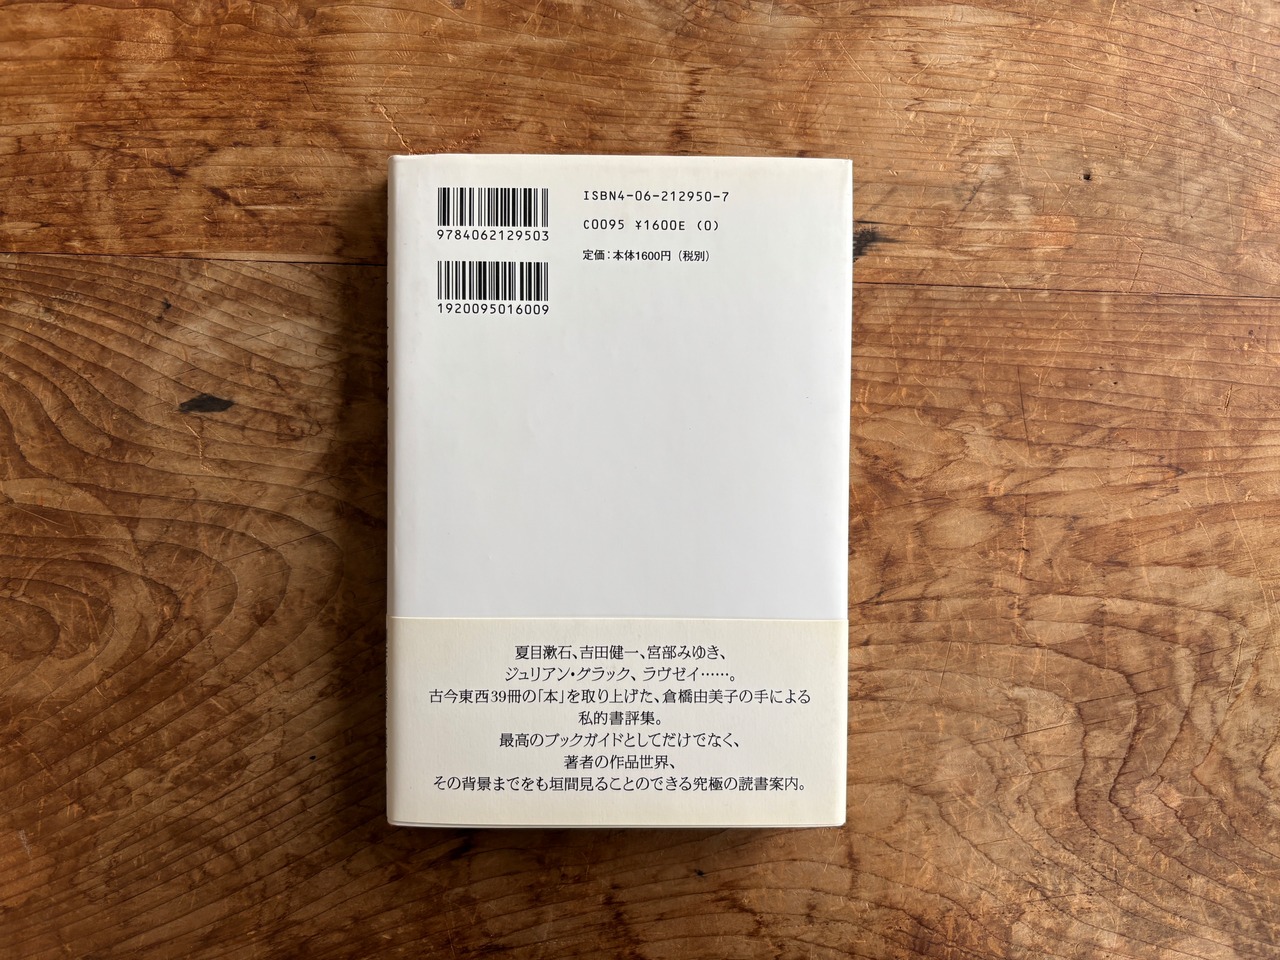 9784062129503
1920095016009
ISBN4-06-212950-7
C0095 ¥1600E (0)
定価：本体1600円（税別）
夏目漱石、吉田健一、宮部みゆき、
ジュリアン・グラック、ラヴゼイ……。
古今東西39冊の「本」を取り上げた、倉橋由美子の手による
私的書評集。
最高のブックガイドとしてだけでなく、
著者の作品世界、
その背景までをも垣間見ることのできる究極の読書案内。